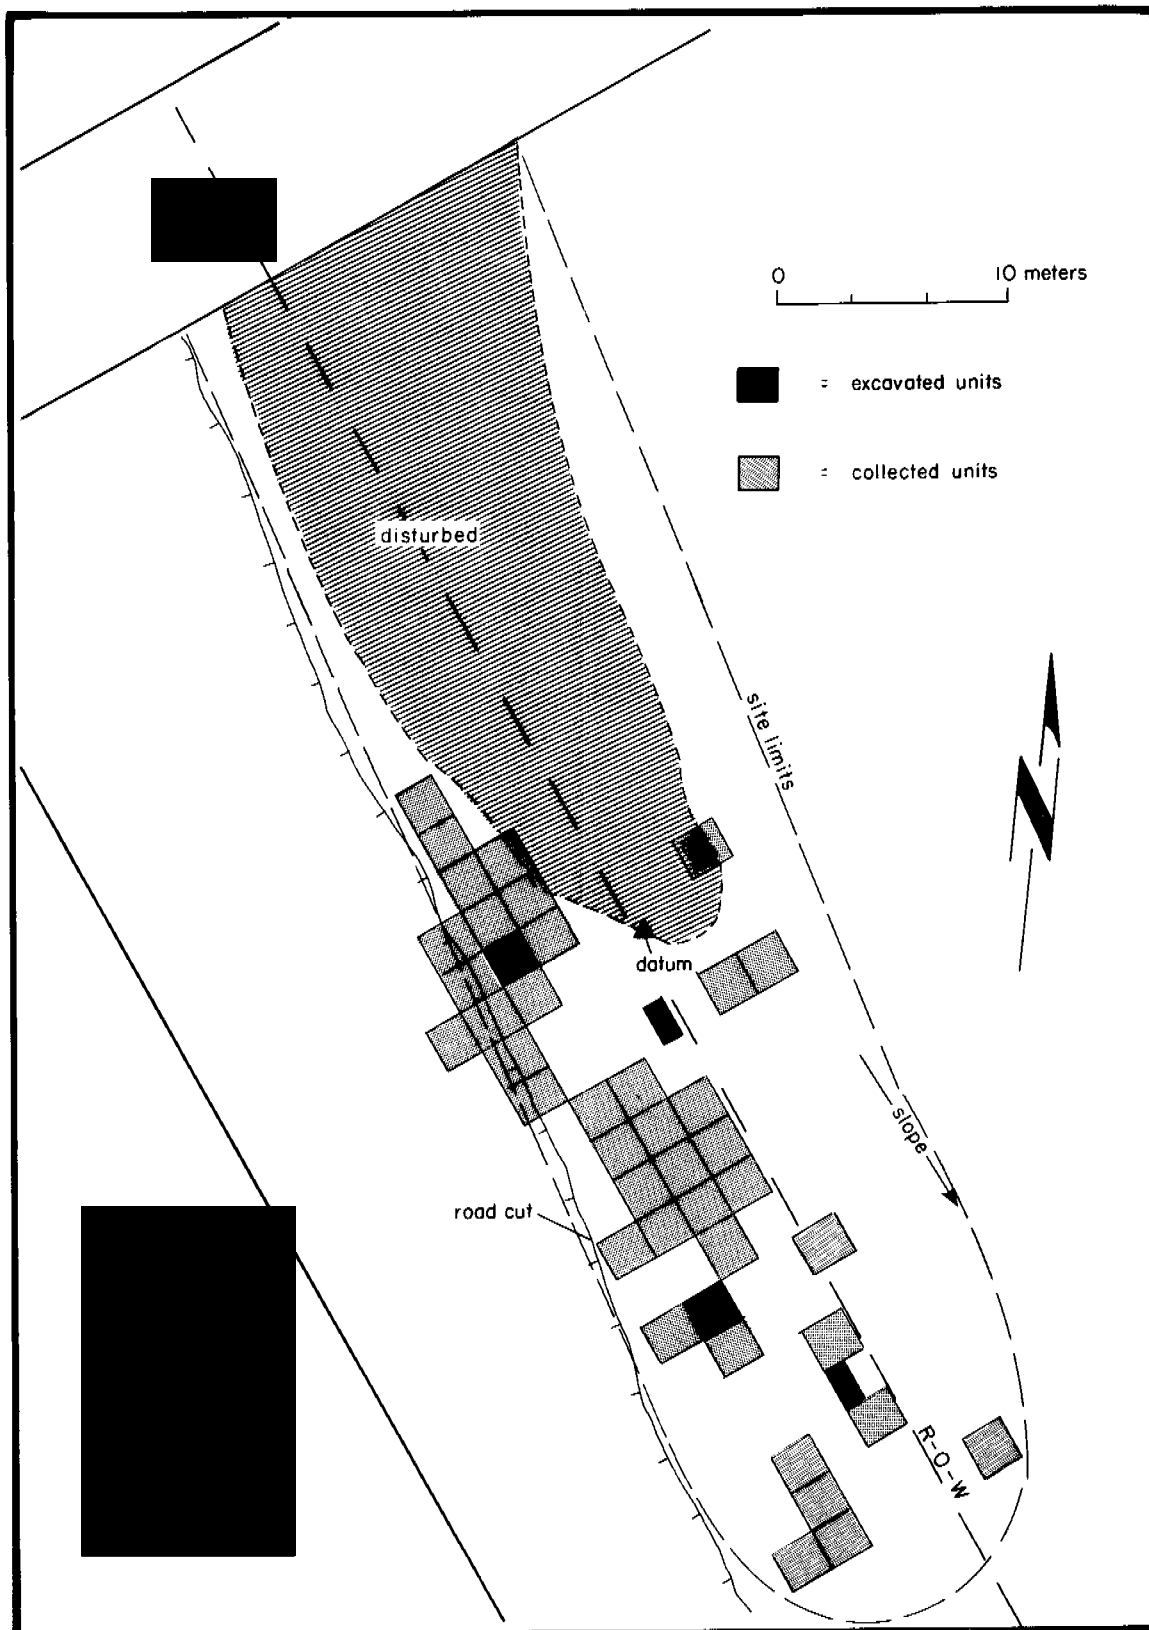 0 10 meters
= excavated units
= collected units
disturbed
site limits
datum
slope
road cut
R-O-W
N